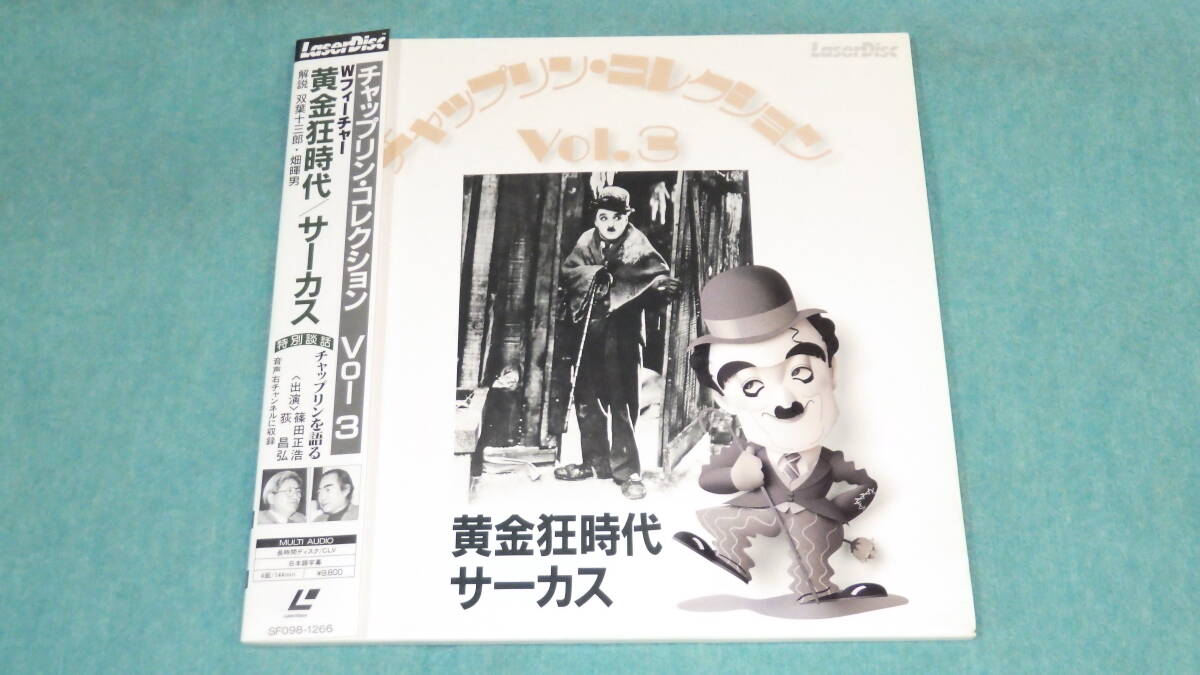 LaserDisc
チャップリン・コレクション Vol 3
Wフィーチャー
黄金狂時代／サーカス
解説 双葉十三郎・畑暉男
特別談話
チャップリンを語る
〈出演〉篠田正浩
荻昌弘
音声右チャンネルに収録
MULTI AUDIO
長時間ディスク/CLV
日本語字幕
4面/144min. ¥9,800
SF098-1266
LaserDisc
チャップリン・コレクション
Vol.3
黄金狂時代
サーカス